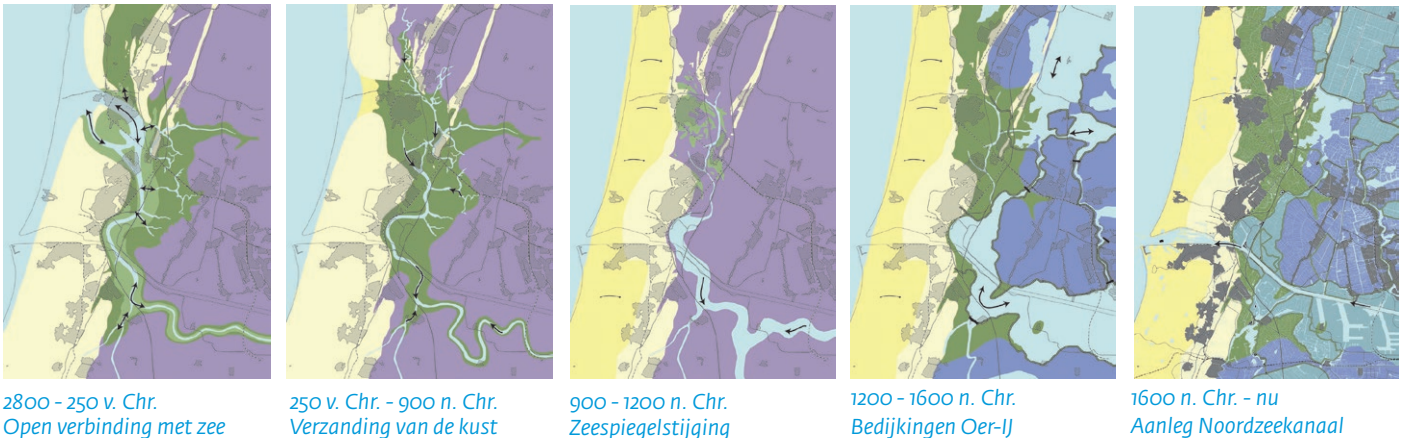 2800 - 250 v. Chr.
Open verbinding met zee
250 v. Chr. - 900 n. Chr.
Verzanding van de kust
900 - 1200 n. Chr.
Zeespiegelstijging
1200 - 1600 n. Chr.
Bedijkingen Oer-IJ
1600 n. Chr. - nu
Aanleg Noordzeekanaal